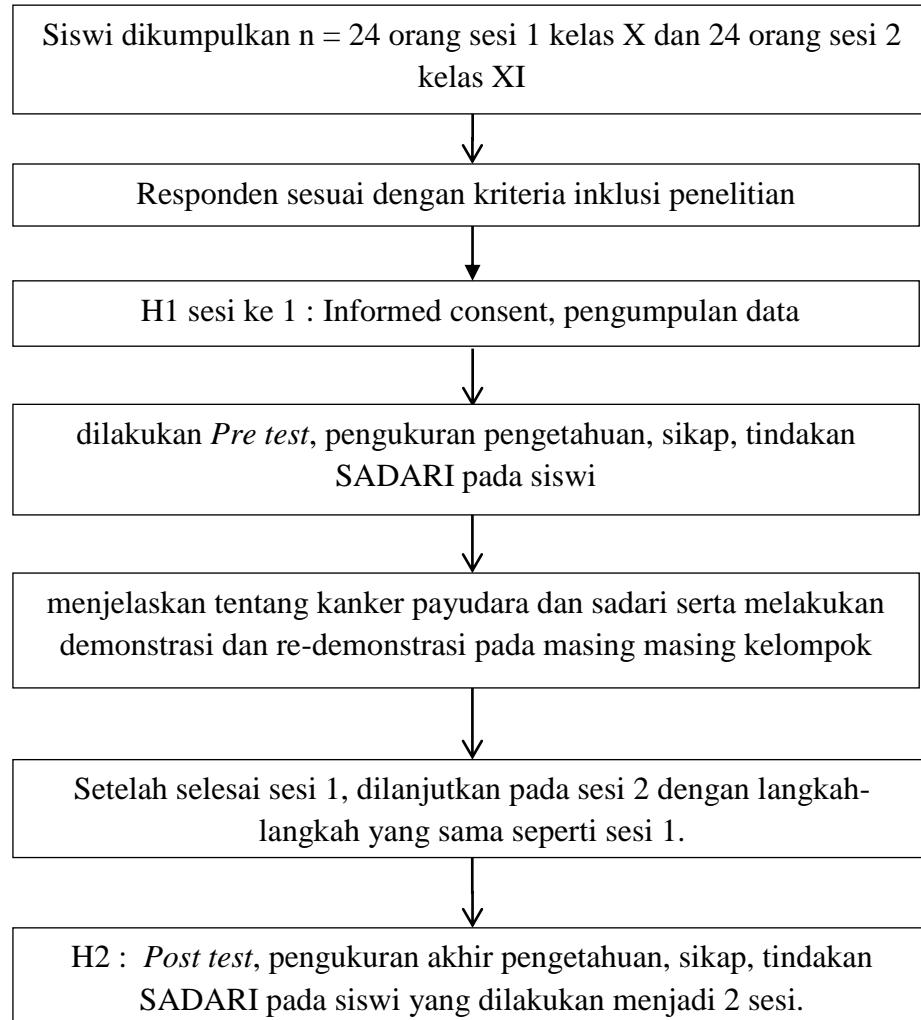 Siswi dikumpulkan n = 24 orang sesi 1 kelas X dan 24 orang sesi 2
kelas XI
Responden sesuai dengan kriteria inklusi penelitian
H1 sesi ke 1 : Informed consent, pengumpulan data
dilakukan Pre test, pengukuran pengetahuan, sikap, tindakan
SADARI pada siswi
menjelaskan tentang kanker payudara dan sadari serta melakukan
demonstrasi dan re-demonstrasi pada masing masing kelompok
Setelah selesai sesi 1, dilanjutkan pada sesi 2 dengan langkah-
langkah yang sama seperti sesi 1.
H2 : Post test, pengukuran akhir pengetahuan, sikap, tindakan
SADARI pada siswi yang dilakukan menjadi 2 sesi.